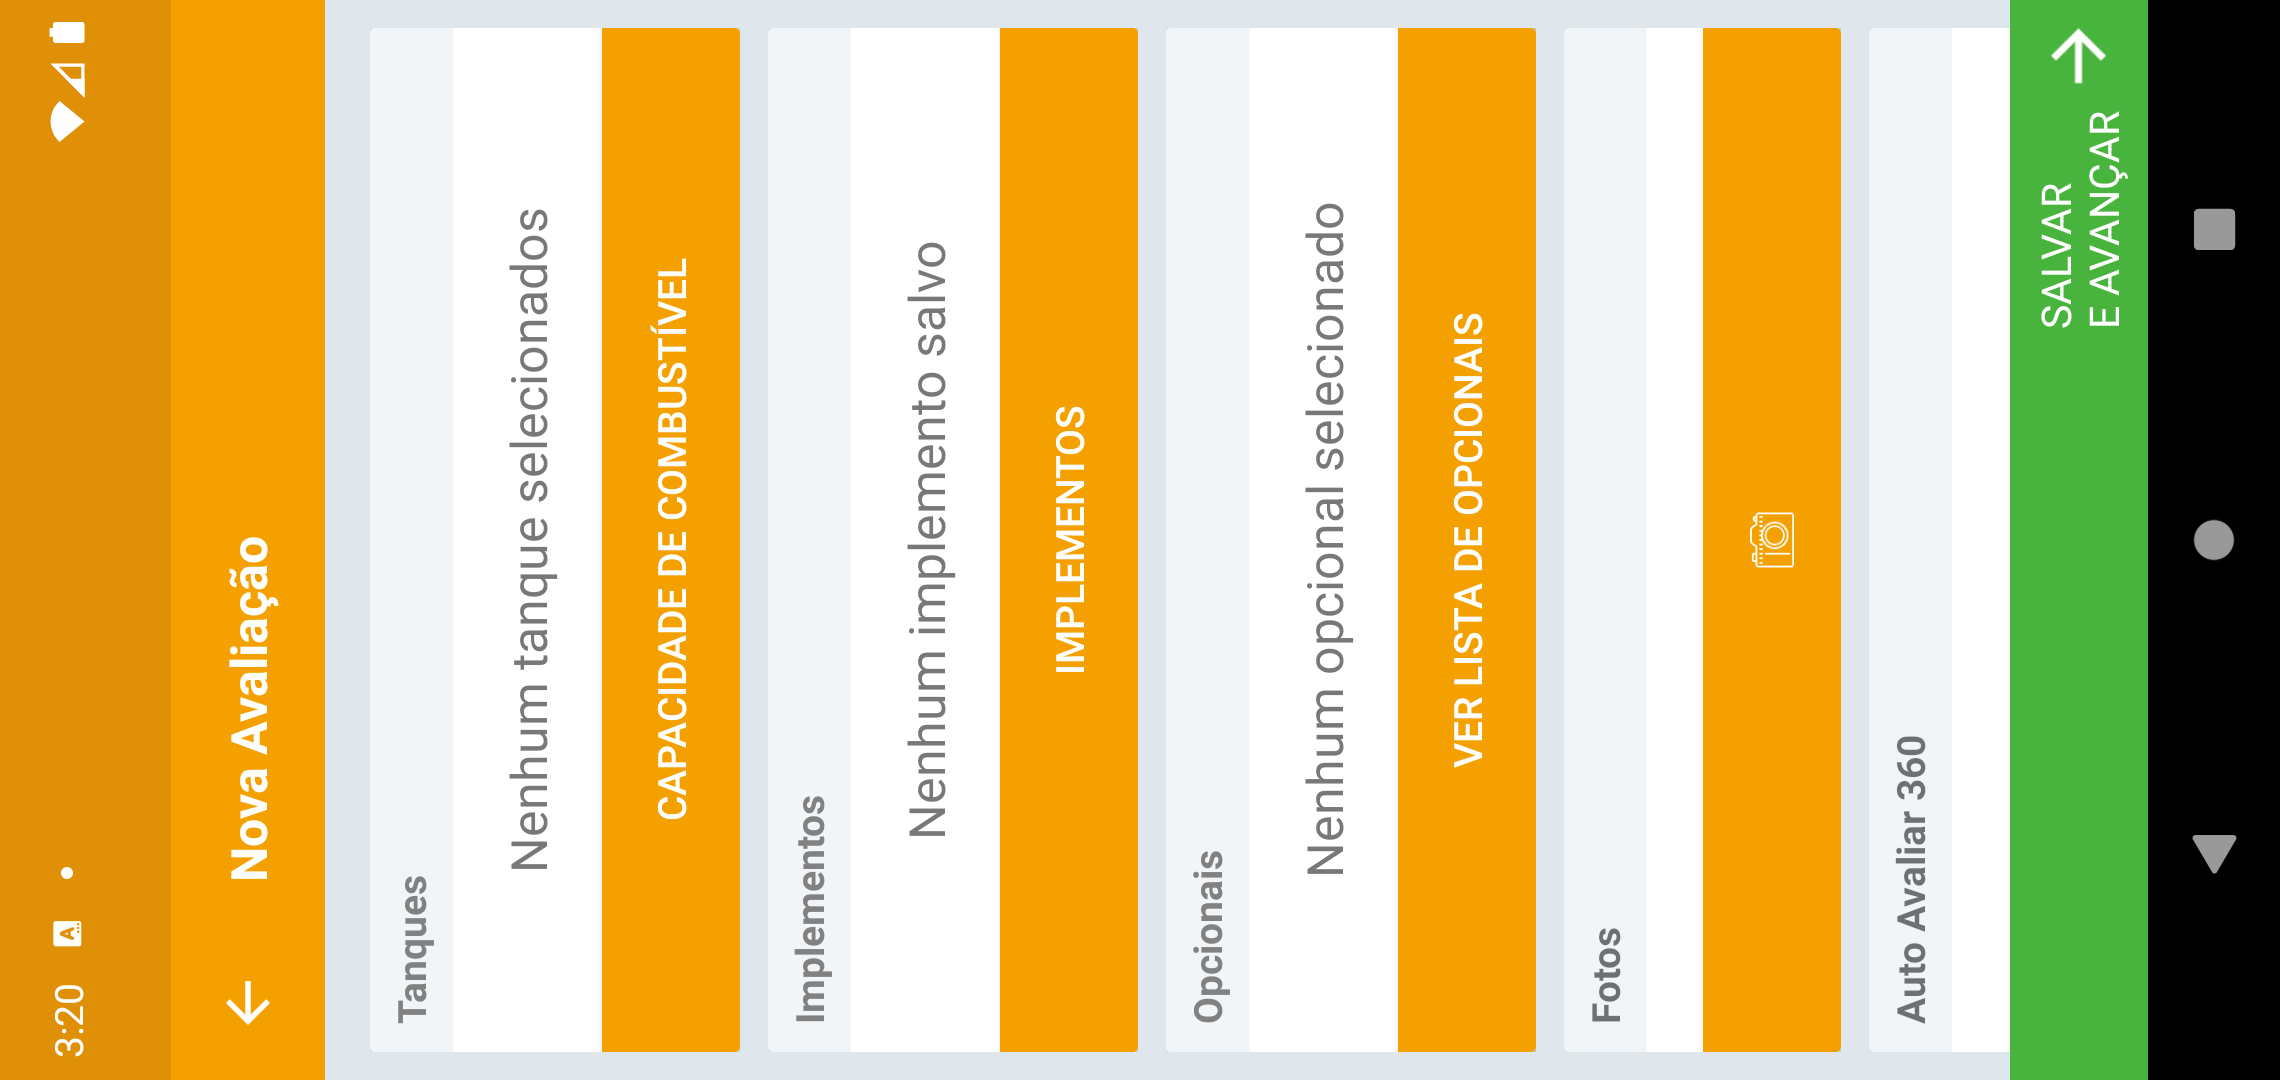 3:20
Nova Avaliação
Tanques
Nenhum tanque selecionados
CAPACIDADE DE COMBUSTÍVEL
Implementos
Nenhum implemento salvo
IMPLEMENTOS
Opcionais
Nenhum opcional selecionado
VER LISTA DE OPCIONAIS
Fotos
Auto Avaliar 360
SALVAR
E AVANÇAR